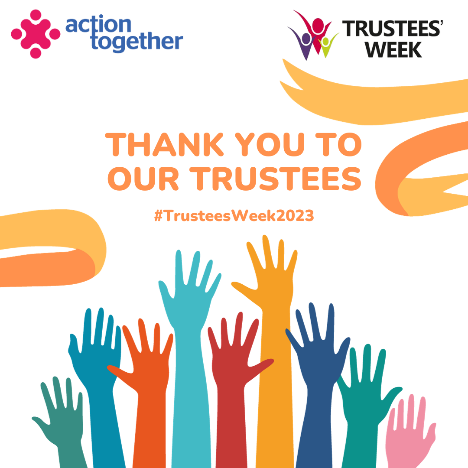 action
together
TRUSTEES'
WEEK
THANK YOU TO
OUR TRUSTEES
#TrusteesWeek2023